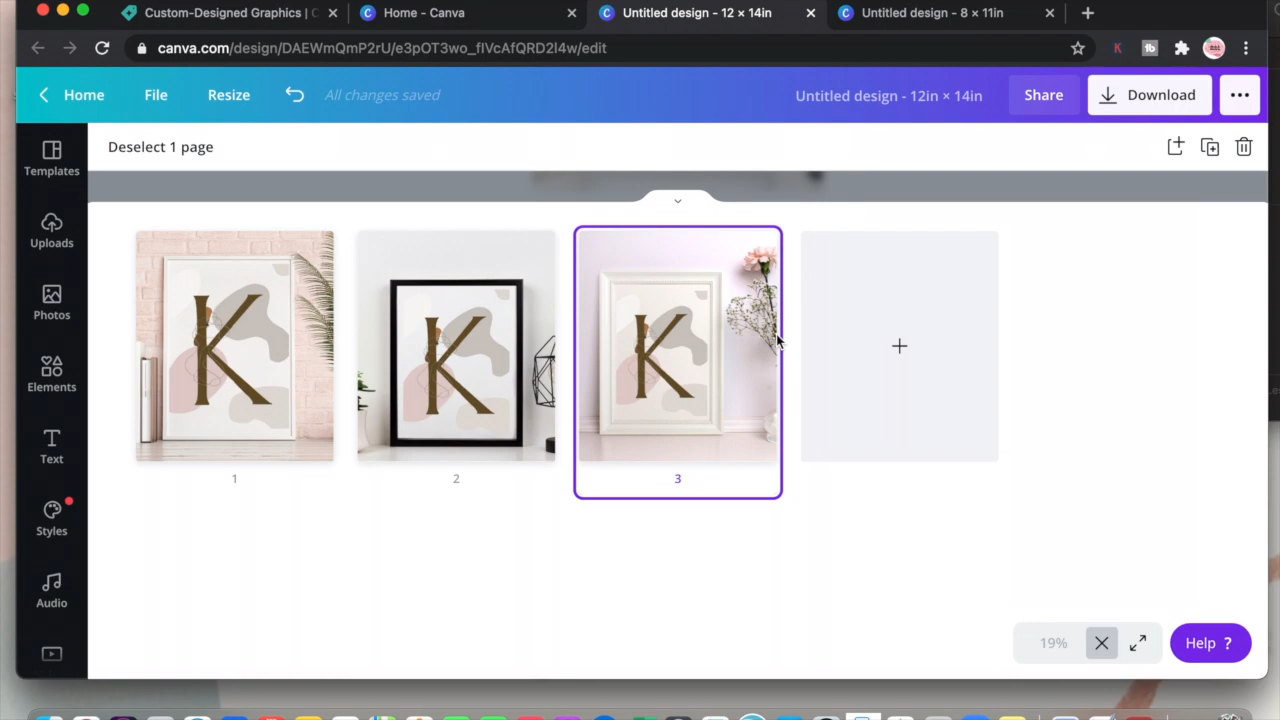 Custom-Designed Graphics | C
Home - Canva
Untitled design - 12 × 14in
Untitled design - 8 × 11in
canva.com/design/DAEWmQmP2rU/e3pOT3wo_fIVcAfQRD2l4w/edit
K
Home
File
Resize
All changes saved
Untitled design - 12in × 14in
Share
Download
Deselect 1 page
Templates
Uploads
Photos
Elements
Text
Styles
Audio
K
K
K
1
2
3
19%
Help ?